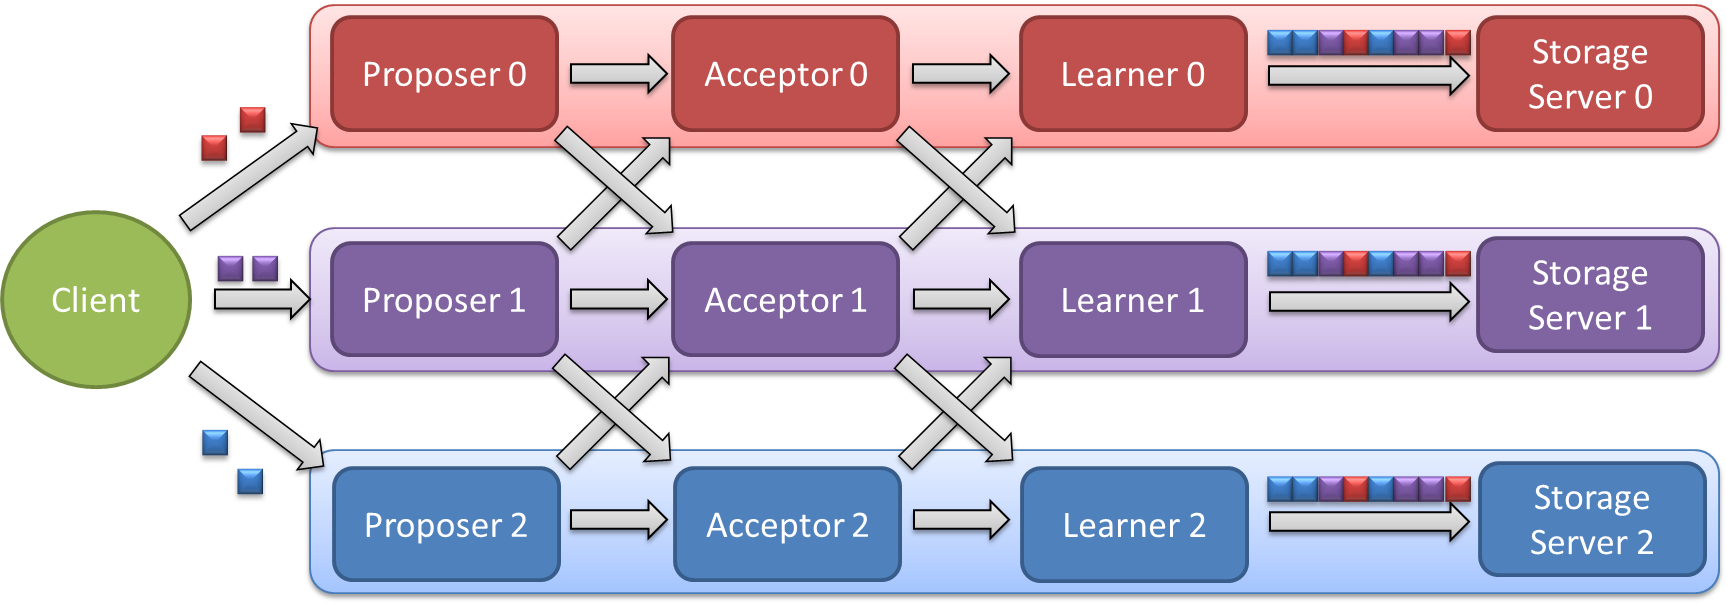 Proposer 0
Acceptor 0
Learner 0
Storage
Server 0
Client
Proposer 1
Acceptor 1
Learner 1
Storage
Server 1
Proposer 2
Acceptor 2
Learner 2
Storage
Server 2